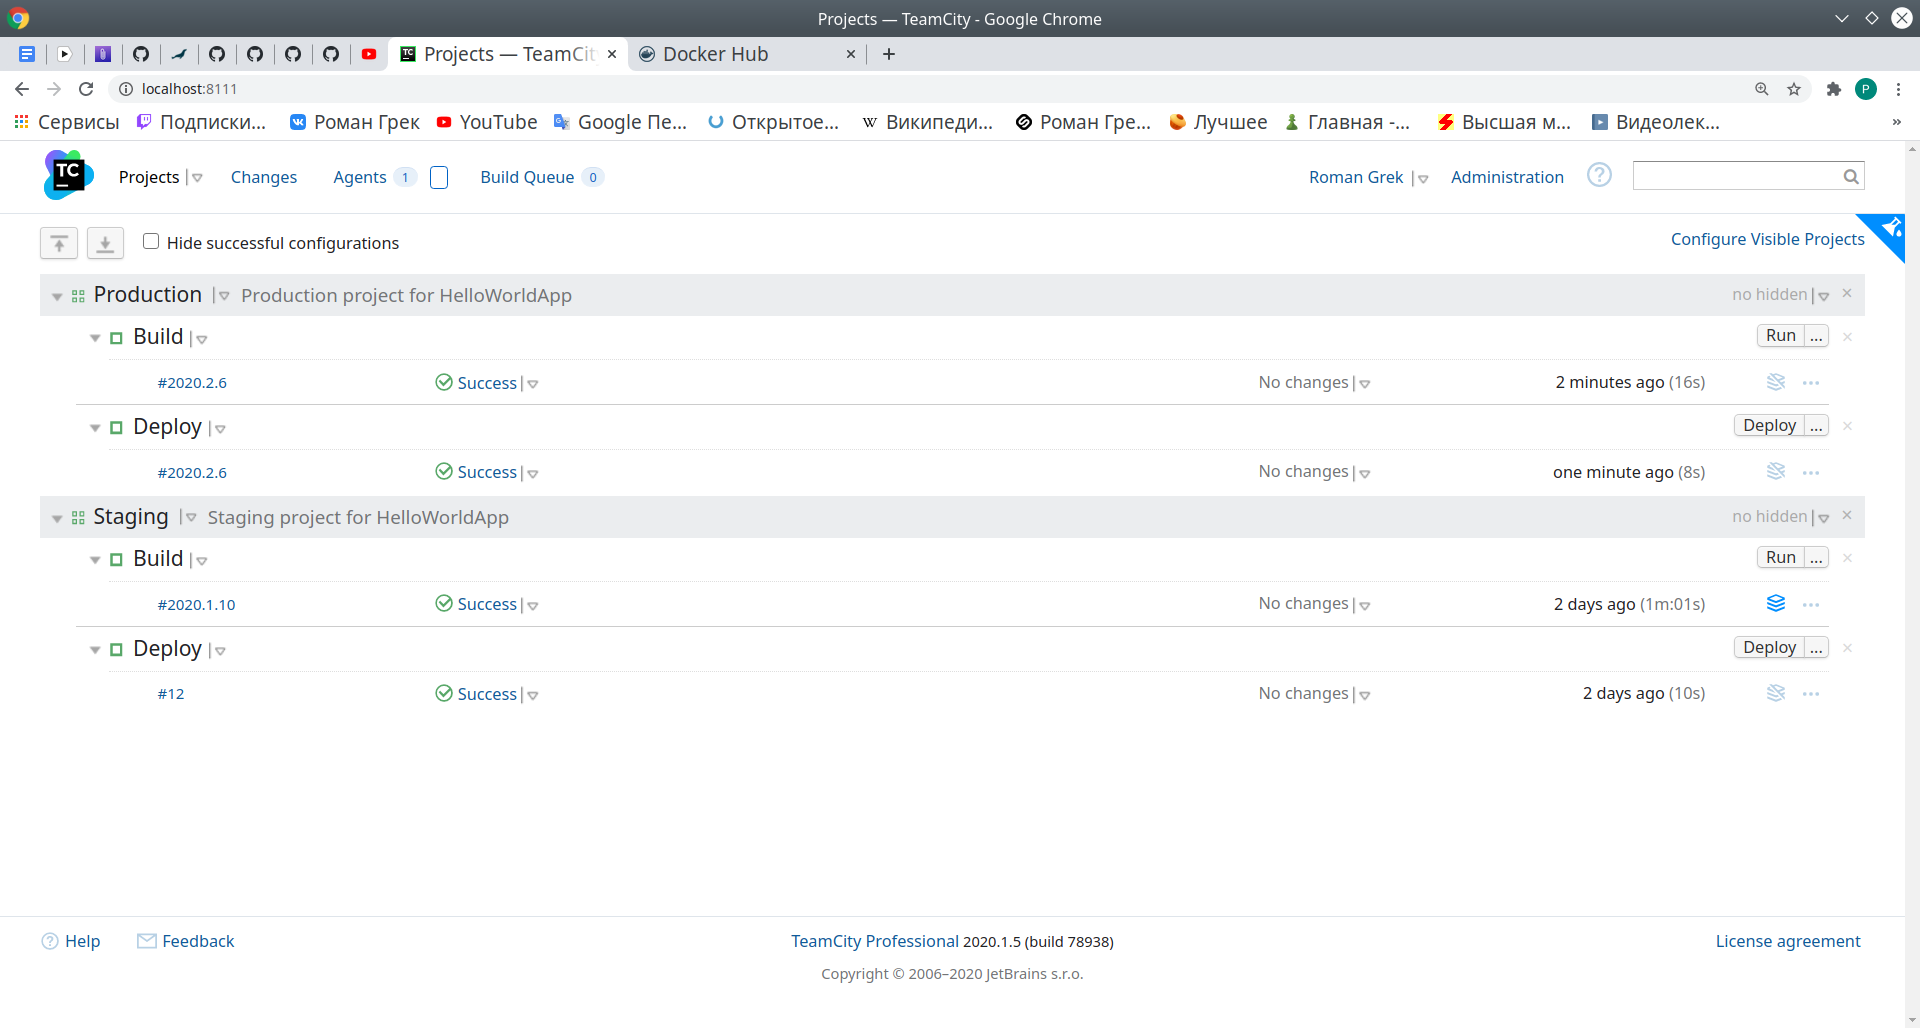 Projects — TeamCity - Google Chrome
Projects — TeamCit
Docker Hub
localhost:8111
P
Сервисы
Подписки...
Роман Грек
YouTube
Google Пе...
Открытое...
Википеди...
Роман Гре...
Лучшее
Главная -...
Высшая м...
Видеолек...
TC
Projects
Changes
Agents 1
Build Queue 0
Roman Grek
Administration
Hide successful configurations
Configure Visible Projects
Production Production project for HelloWorldApp no hidden
Build Run ...
#2020.2.6 Success No changes 2 minutes ago (16s)
Deploy Deploy ...
#2020.2.6 Success No changes one minute ago (8s)
Staging Staging project for HelloWorldApp no hidden
Build Run ...
#2020.1.10 Success No changes 2 days ago (1m:01s)
Deploy Deploy ...
#12 Success No changes 2 days ago (10s)
Help Feedback TeamCity Professional 2020.1.5 (build 78938) License agreement
Copyright © 2006–2020 JetBrains s.r.o.